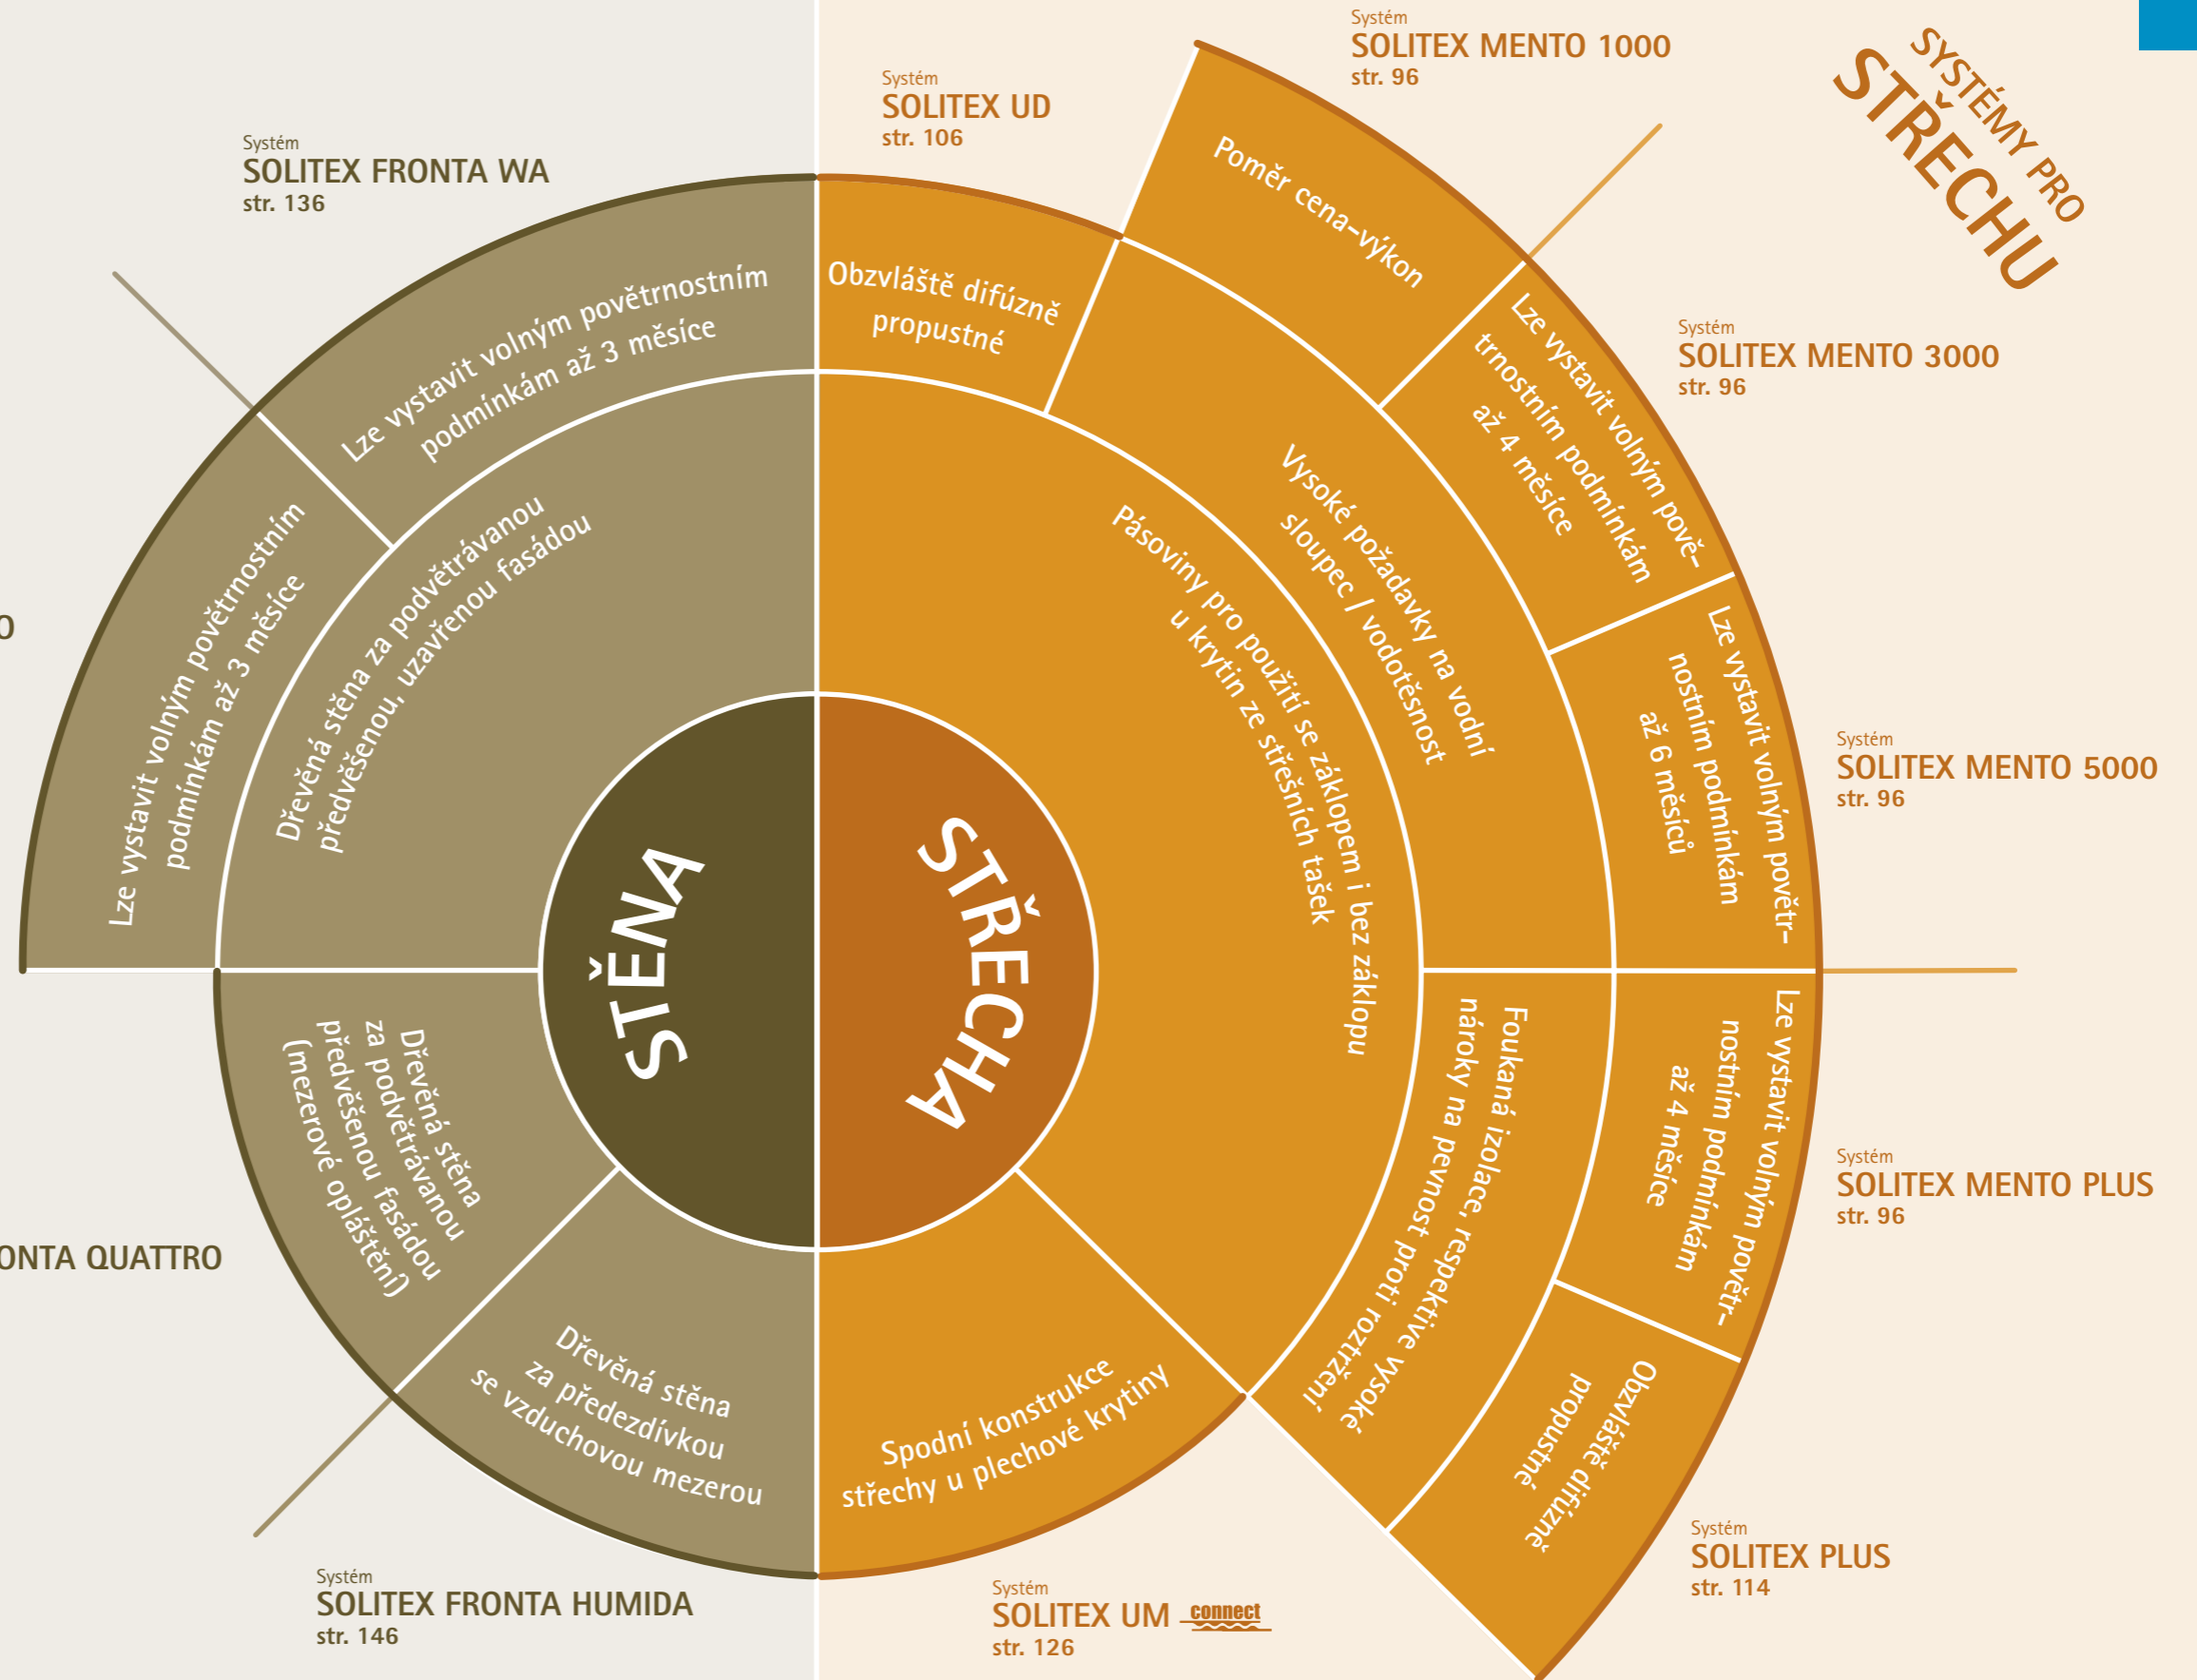 Systém
SOLITEX MENTO 1000
str. 96
SYSTÉMY PRO
STŘECHU
Systém
SOLITEX UD
str. 106
Systém
SOLITEX FRONTA WA
str. 136
Poměr cena-výkon
Obzvláště difúzně
propustné
Lze vystavit volným povětrnostním
podmínkám až 3 měsíce
Lze vystavit volným pově-
trnostním podmínkám
až 4 měsíce
Systém
SOLITEX MENTO 3000
str. 96
Vysoké požadavky na vodní
sloupec / vodotěsnost
Pásoviny pro použití se záklopem i bez záklopu
u krytin ze střešních tašek
Dřevěná stěna za podvětrávanou
předvěšenou, uzavřenou fasádou
Lze vystavit volným povětrnostním
podmínkám až 3 měsíce
O
Lze vystavit volným povětr-
nostním podmínkám
až 6 měsíců
Systém
SOLITEX MENTO 5000
str. 96
STĚNA
STŘECHA
Dřevěná stěna
za podvětrávanou
předvěšenou fasádou
(mezerové opláštění)
Foukaná izolace, respektive vysoké
nároky na pevnost proti roztržení
Lze vystavit volným povětr-
nostním podmínkám
až 4 měsíce
Systém
SOLITEX MENTO PLUS
str. 96
ONTA QUATTRO
Dřevěná stěna
za předezdívkou
se vzduchovou mezerou
Spodní konstrukce
střechy u plechové krytiny
Obzvláště difúzně
propustné
Systém
SOLITEX PLUS
str. 114
Systém
SOLITEX FRONTA HUMIDA
str. 146
Systém
SOLITEX UM connect
str. 126